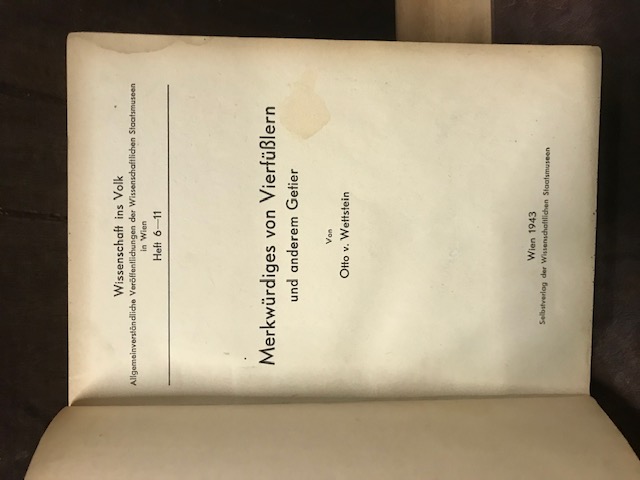 Wissenschaft ins Volk
Allgemeinverständliche Veröffentlichungen der Wissenschaftlichen Staatsmuseen
in Wien
Heft 6—11
Merkwürdiges von Vierfüßlern
und anderem Getier
Von
Otto v. Wettstein
Wien 1943
Selbstverlag der Wissenschaftlichen Staatsmuseen